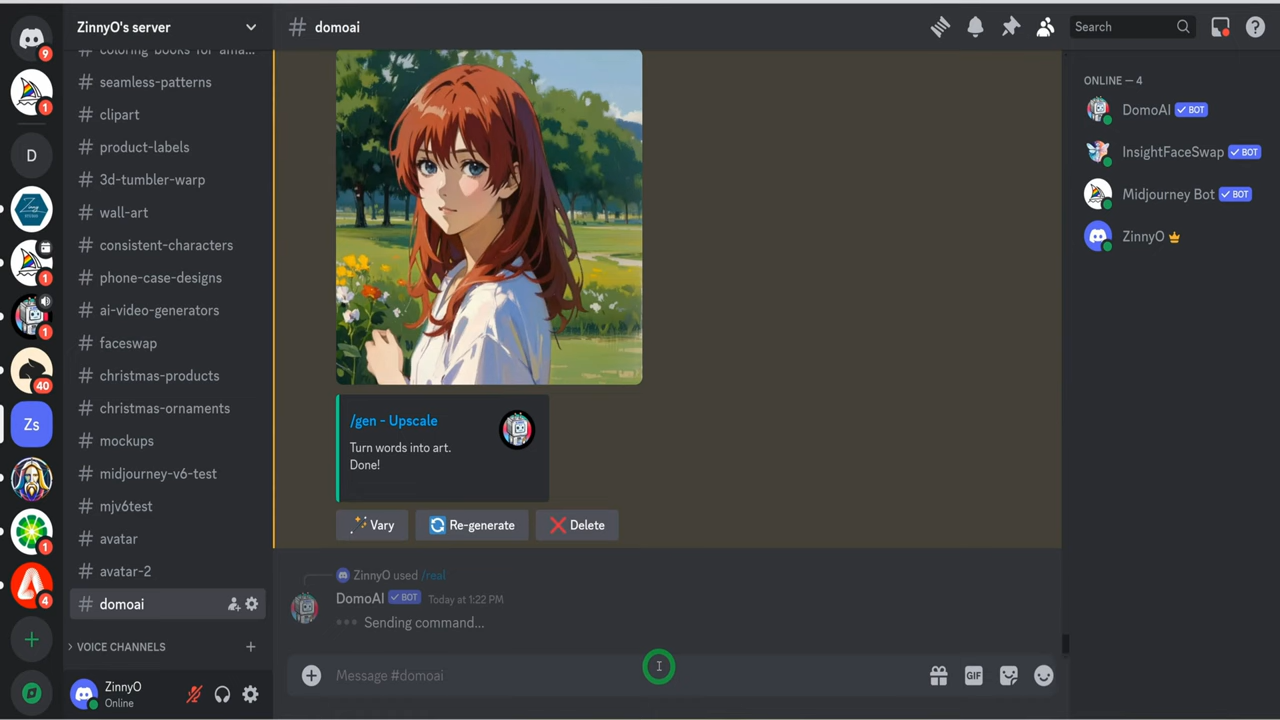 ZinnyO's server
# domoai
Search
9
1
D
1
1
40
Zs
1
4
# coloring-books-for-ama...
# seamless-patterns
# clipart
# product-labels
# 3d-tumbler-warp
# wall-art
# consistent-characters
# phone-case-designs
# ai-video-generators
# faceswap
# christmas-products
# christmas-ornaments
# mockups
# midjourney-v6-test
# mjv6test
# avatar
# avatar-2
# domoai
VOICE CHANNELS
ZinnyO
Online
/gen - Upscale
Turn words into art.
Done!
Vary
Re-generate
Delete
ZinnyO used /real
DomoAI BOT Today at 1:22 PM
Sending command...
Message #domoai
GIF
ONLINE — 4
DomoAI BOT
InsightFaceSwap BOT
Midjourney Bot BOT
ZinnyO